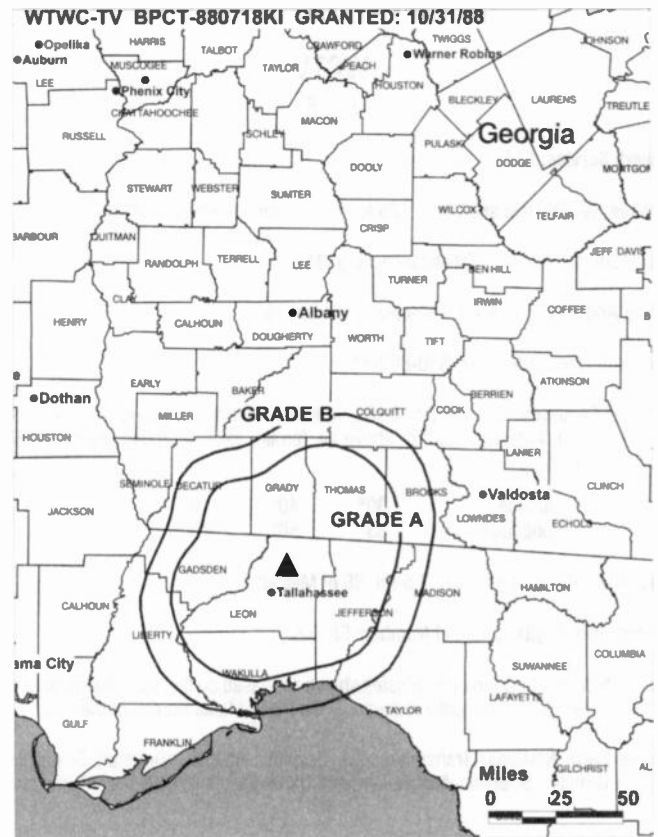 WTWC-TV BPCT-880718KI GRANTED: 10/31/88
Opelika
HARRIS
TALBOT
CRAWFORD
TWIGGS
JOHNSON
Auburn
Warner Robins
LEE
MUSCOGEE
TAYLOR
PEACH
HOUSTON
Phenix City
BLECKLEY
LAURENS
TREUTLE
CHATTAHOOCHEE
MACON
RUSSELL
SCHLEY
Georgia
PULASKI
DOOLY
DODGE
MONTGOM
STEWART
WEBSTER
SUMTER
WILCOX
TELFAIR
CRISP
BARBOUR
QUITMAN
RANDOLPH
TERRELL
LEE
JEFF DAVIS
BEN HILL
TURNER
CLAY
IRWIN
COFFEE
HENRY
CALHOUN
Albany
DOUGHERTY
WORTH
TIFT
EARLY
BAKER
ATKINSON
BERRIEN
Dothan
MILLER
GRADE B
COLQUITT
COOK
HOUSTON
LANIER
SEMINOLE
DECATUR
GRADY
THOMAS
BROOKS
CLINCH
Valdosta
JACKSON
GRADE A
LOWNDES
ECHOLS
GADSDEN
Tallahassee
MADISON
HAMILTON
CALHOUN
LEON
JEFFERSON
LIBERTY
COLUMBIA
ama City
WAKULLA
SUWANNEE
LAFAYETTE
GULF
TAYLOR
FRANKLIN
Miles
GILCHRIST
AL
0 25 50